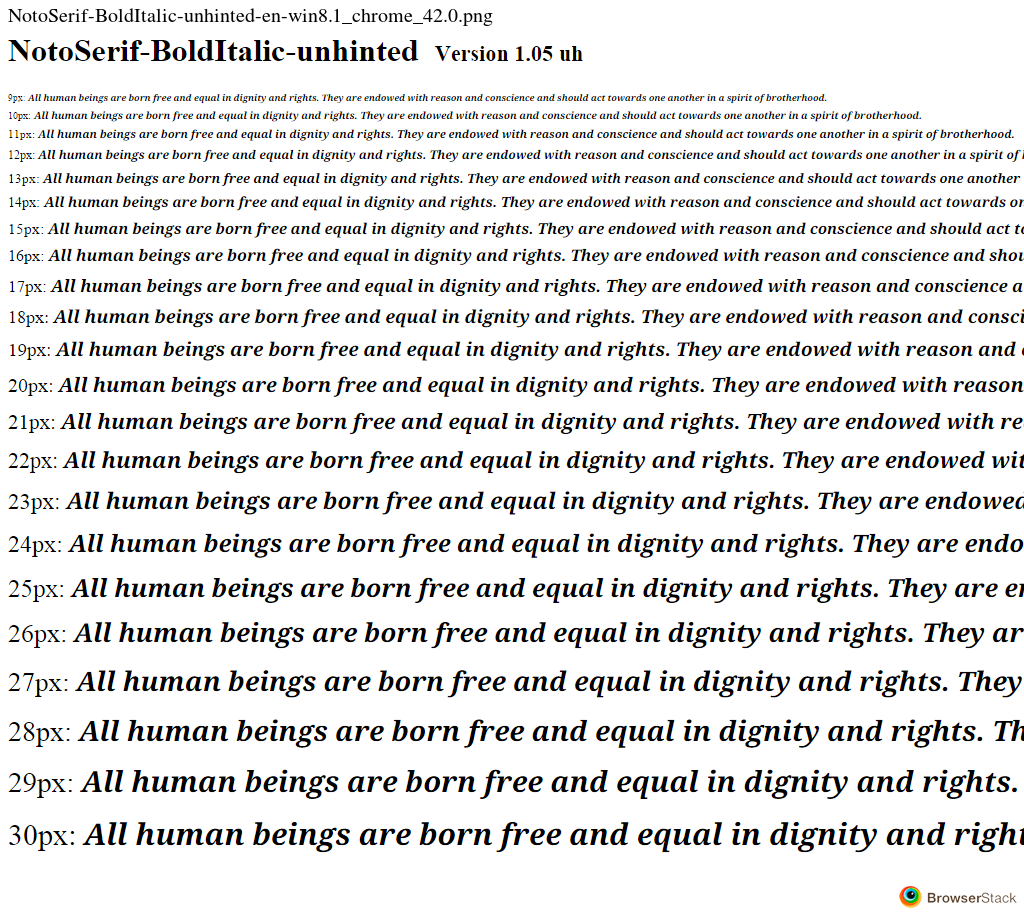 NotoSerif-BoldItalic-unhinted-en-win8.1_chrome_42.0.png
NotoSerif-BoldItalic-unhinted Version 1.05 uh
9px: All human beings are born free and equal in dignity and rights. They are endowed with reason and conscience and should act towards one another in a spirit of brotherhood.
10px: All human beings are born free and equal in dignity and rights. They are endowed with reason and conscience and should act towards one another in a spirit of brotherhood.
11px: All human beings are born free and equal in dignity and rights. They are endowed with reason and conscience and should act towards one another in a spirit of brotherhood.
12px: All human beings are born free and equal in dignity and rights. They are endowed with reason and conscience and should act towards one another in a spirit of
13px: All human beings are born free and equal in dignity and rights. They are endowed with reason and conscience and should act towards one another
14px: All human beings are born free and equal in dignity and rights. They are endowed with reason and conscience and should act towards
15px: All human beings are born free and equal in dignity and rights. They are endowed with reason and conscience and should act
16px: All human beings are born free and equal in dignity and rights. They are endowed with reason and conscience and shou
17px: All human beings are born free and equal in dignity and rights. They are endowed with reason and conscience a
18px: All human beings are born free and equal in dignity and rights. They are endowed with reason and consci
19px: All human beings are born free and equal in dignity and rights. They are endowed with reason and
20px: All human beings are born free and equal in dignity and rights. They are endowed with reason
21px: All human beings are born free and equal in dignity and rights. They are endowed with re
22px: All human beings are born free and equal in dignity and rights. They are endowed wit
23px: All human beings are born free and equal in dignity and rights. They are endowed
24px: All human beings are born free and equal in dignity and rights. They are endo
25px: All human beings are born free and equal in dignity and rights. They are en
26px: All human beings are born free and equal in dignity and rights. They ar
27px: All human beings are born free and equal in dignity and rights. They
28px: All human beings are born free and equal in dignity and rights. Th
29px: All human beings are born free and equal in dignity and rights.
30px: All human beings are born free and equal in dignity and righ
BrowserStack